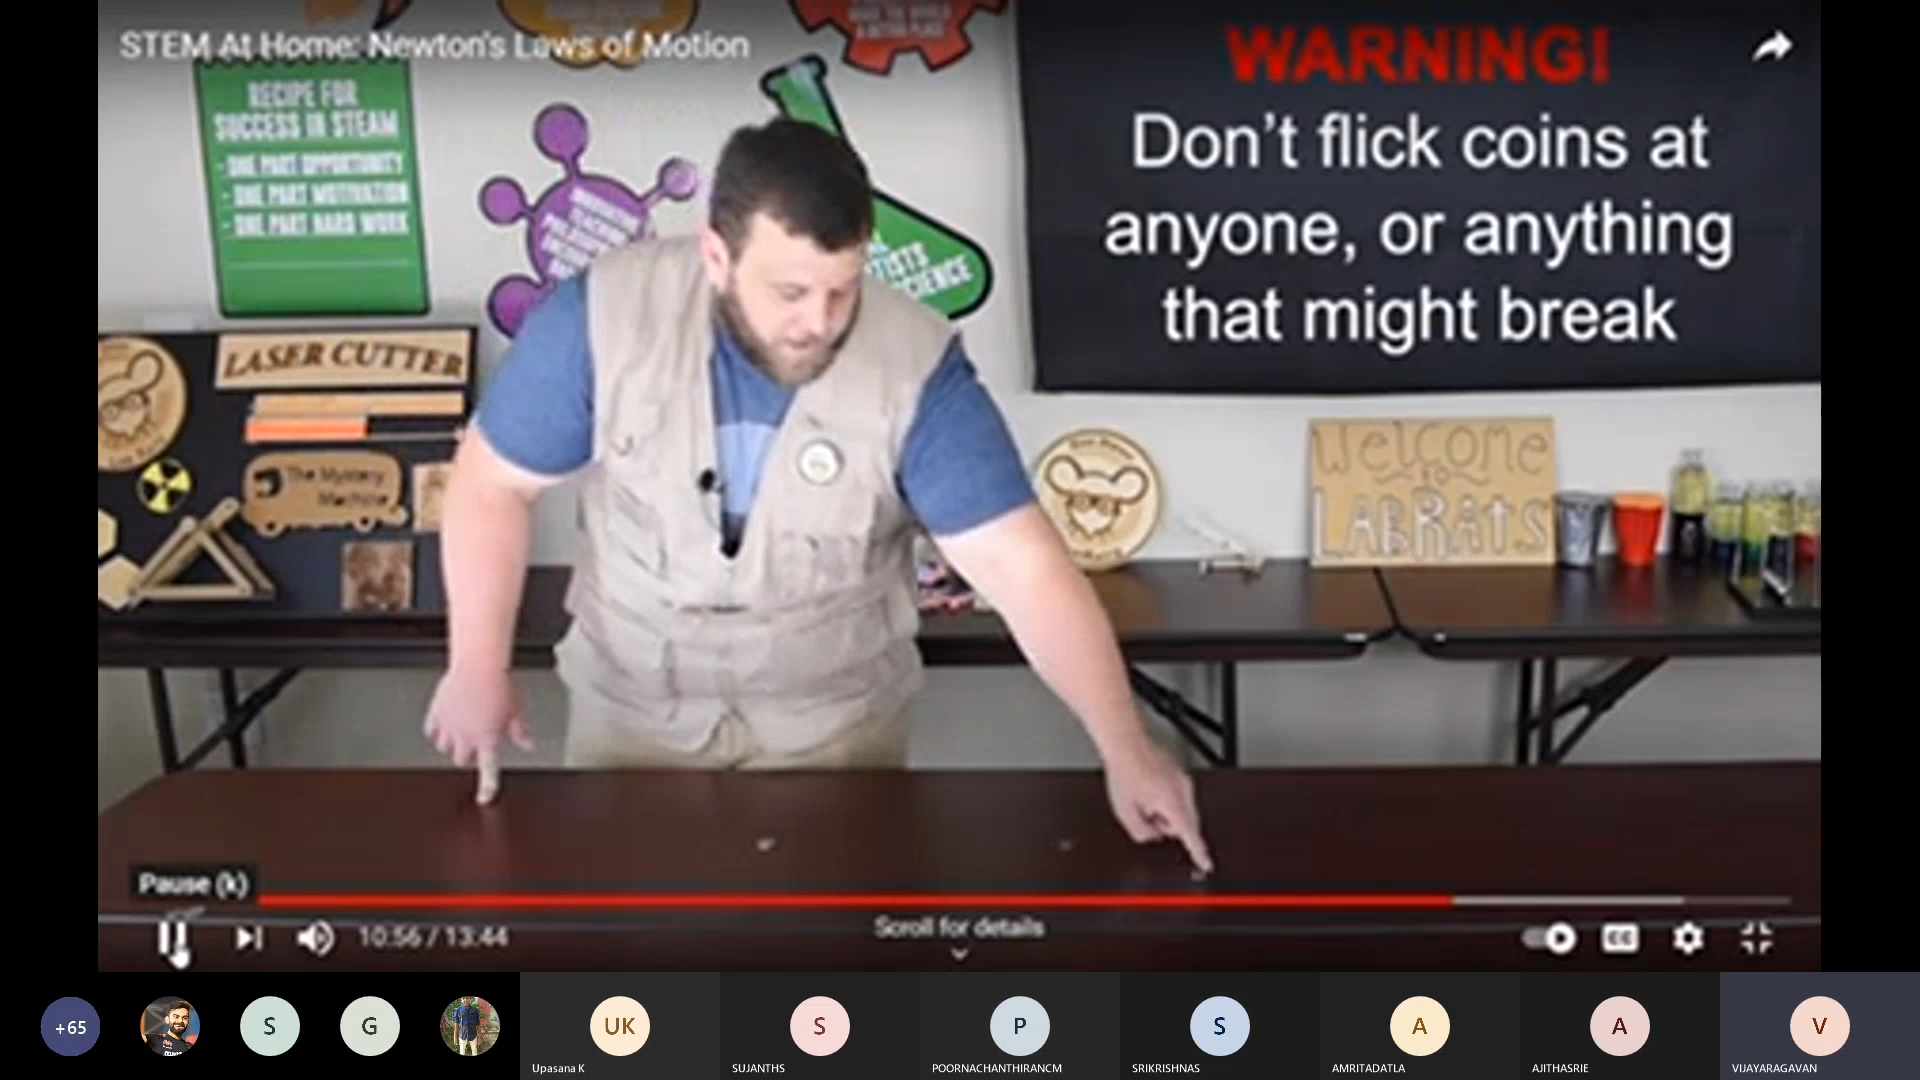 STEM At Home: Newton's Laws of Motion
WARNING!
Don't flick coins at
anyone, or anything
that might break
RECIPE FOR
SUCCESS IN STEAM
- ONE PART OPPORTUNITY
- ONE PART MOTIVATION
- ONE PART HARD WORK
LASER CUTTER
The Mystery
Machine
Welcome
to
LABRATS
Pause (k)
10:56 / 13:44
Scroll for details
CC
+65
S
G
UK
S
P
S
A
A
V
Upasana K
SUJANTHS
POORNACHANTHIRANCM
SRIKRISHNAS
AMRITADATLA
AJITHASRIE
VIJAYARAGAVAN